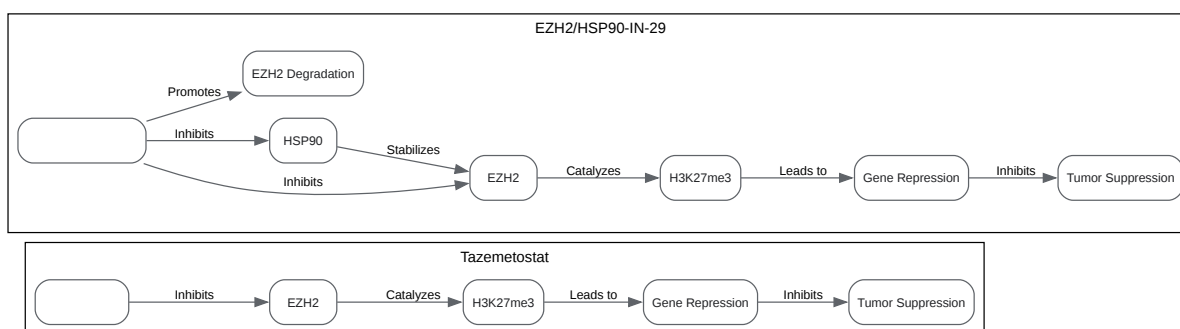 EZH2/HSP90-IN-29
EZH2 Degradation
Promotes
Inhibits
HSP90
Stabilizes
Inhibits
EZH2
Catalyzes
H3K27me3
Leads to
Gene Repression
Inhibits
Tumor Suppression
Tazemetostat
Inhibits
EZH2
Catalyzes
H3K27me3
Leads to
Gene Repression
Inhibits
Tumor Suppression